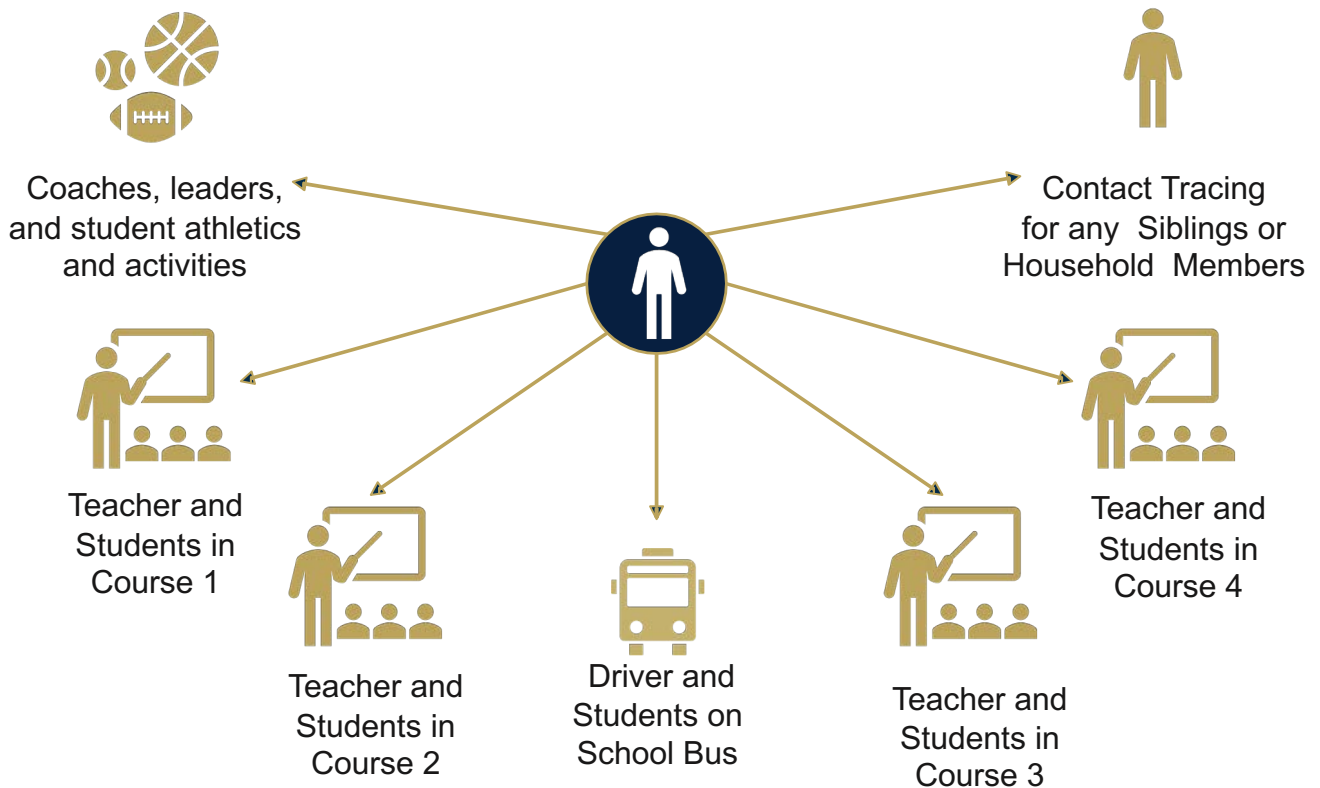 Coaches, leaders,
and student athletics
and activities
Contact Tracing
for any Siblings or
Household Members
Teacher and
Students in
Course 1
Teacher and
Students in
Course 2
Driver and
Students on
School Bus
Teacher and
Students in
Course 3
Teacher and
Students in
Course 4